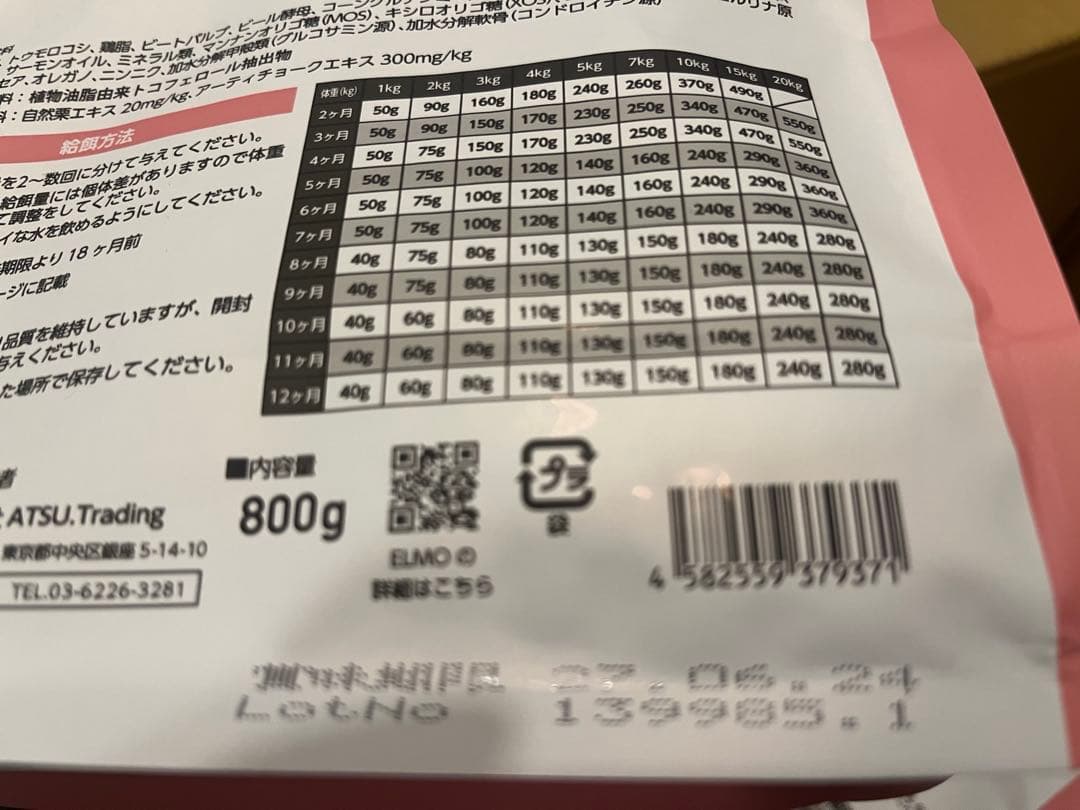 トウモロコシ、鶏脂、ビートパルプ、ビール酵母、コーングルテン
サーモンオイル、ミネラル類、マンナンオリゴ糖（MOS）、キシロオリゴ糖（XOS）
セア、オレガノ、ニンニク、加水分解甲殻類（グルコサミン源）、加水分解軟骨（コンドロイチン源）
料：植物油脂由来トコフェロール抽出物
料：自然栗エキス 20mg/kg、アーティチョークエキス 300mg/kg
給餌方法
を2〜数回に分けて与えてください。
給餌量には個体差がありますので体重
て調整をしてください。
イな水を飲めるようにしてください。
期限より 18 ヶ月前
ージに記載
品質を維持していますが、開封
与えください。
た場所で保存してください。
体重(kg) 1kg 2kg 3kg 4kg 5kg 7kg 10kg 15kg 20kg
2ヶ月 50g 90g 160g 180g 240g 260g 370g 490g
3ヶ月 50g 90g 150g 170g 230g 250g 340g 470g 550g
4ヶ月 50g 75g 150g 170g 230g 250g 340g 470g 550g
5ヶ月 50g 75g 100g 120g 140g 160g 240g 290g 360g
6ヶ月 50g 75g 100g 120g 140g 160g 240g 290g 360g
7ヶ月 50g 75g 100g 120g 140g 160g 240g 290g 360g
8ヶ月 40g 75g 80g 110g 130g 150g 180g 240g 280g
9ヶ月 40g 75g 80g 110g 130g 150g 180g 240g 280g
10ヶ月 40g 60g 80g 110g 130g 150g 180g 240g 280g
11ヶ月 40g 60g 80g 110g 130g 150g 180g 240g 280g
12ヶ月 40g 60g 80g 110g 130g 150g 180g 240g 280g
者
ATSU.Trading
東京都中央区銀座 5-14-10
TEL.03-6226-3281
■内容量
800g
ELMO の
詳細はこちら
プラ
袋
4 582559 379371
賞味期限 27.06.24
LotNo 139985.1